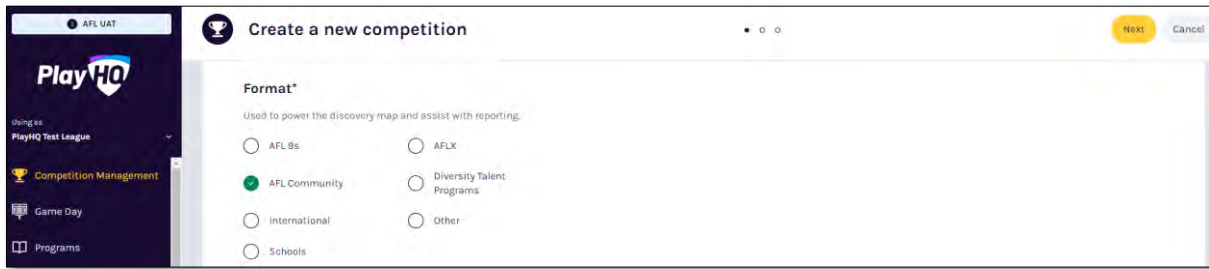 AFL UAT
PlayHQ
Using as
PlayHQ Test League
Competition Management
Game Day
Programs
Create a new competition
Next
Cancel
Format*
Used to power the discovery map and assist with reporting.
AFL 9s
AFLX
AFL Community
Diversity Talent
Programs
International
Other
Schools